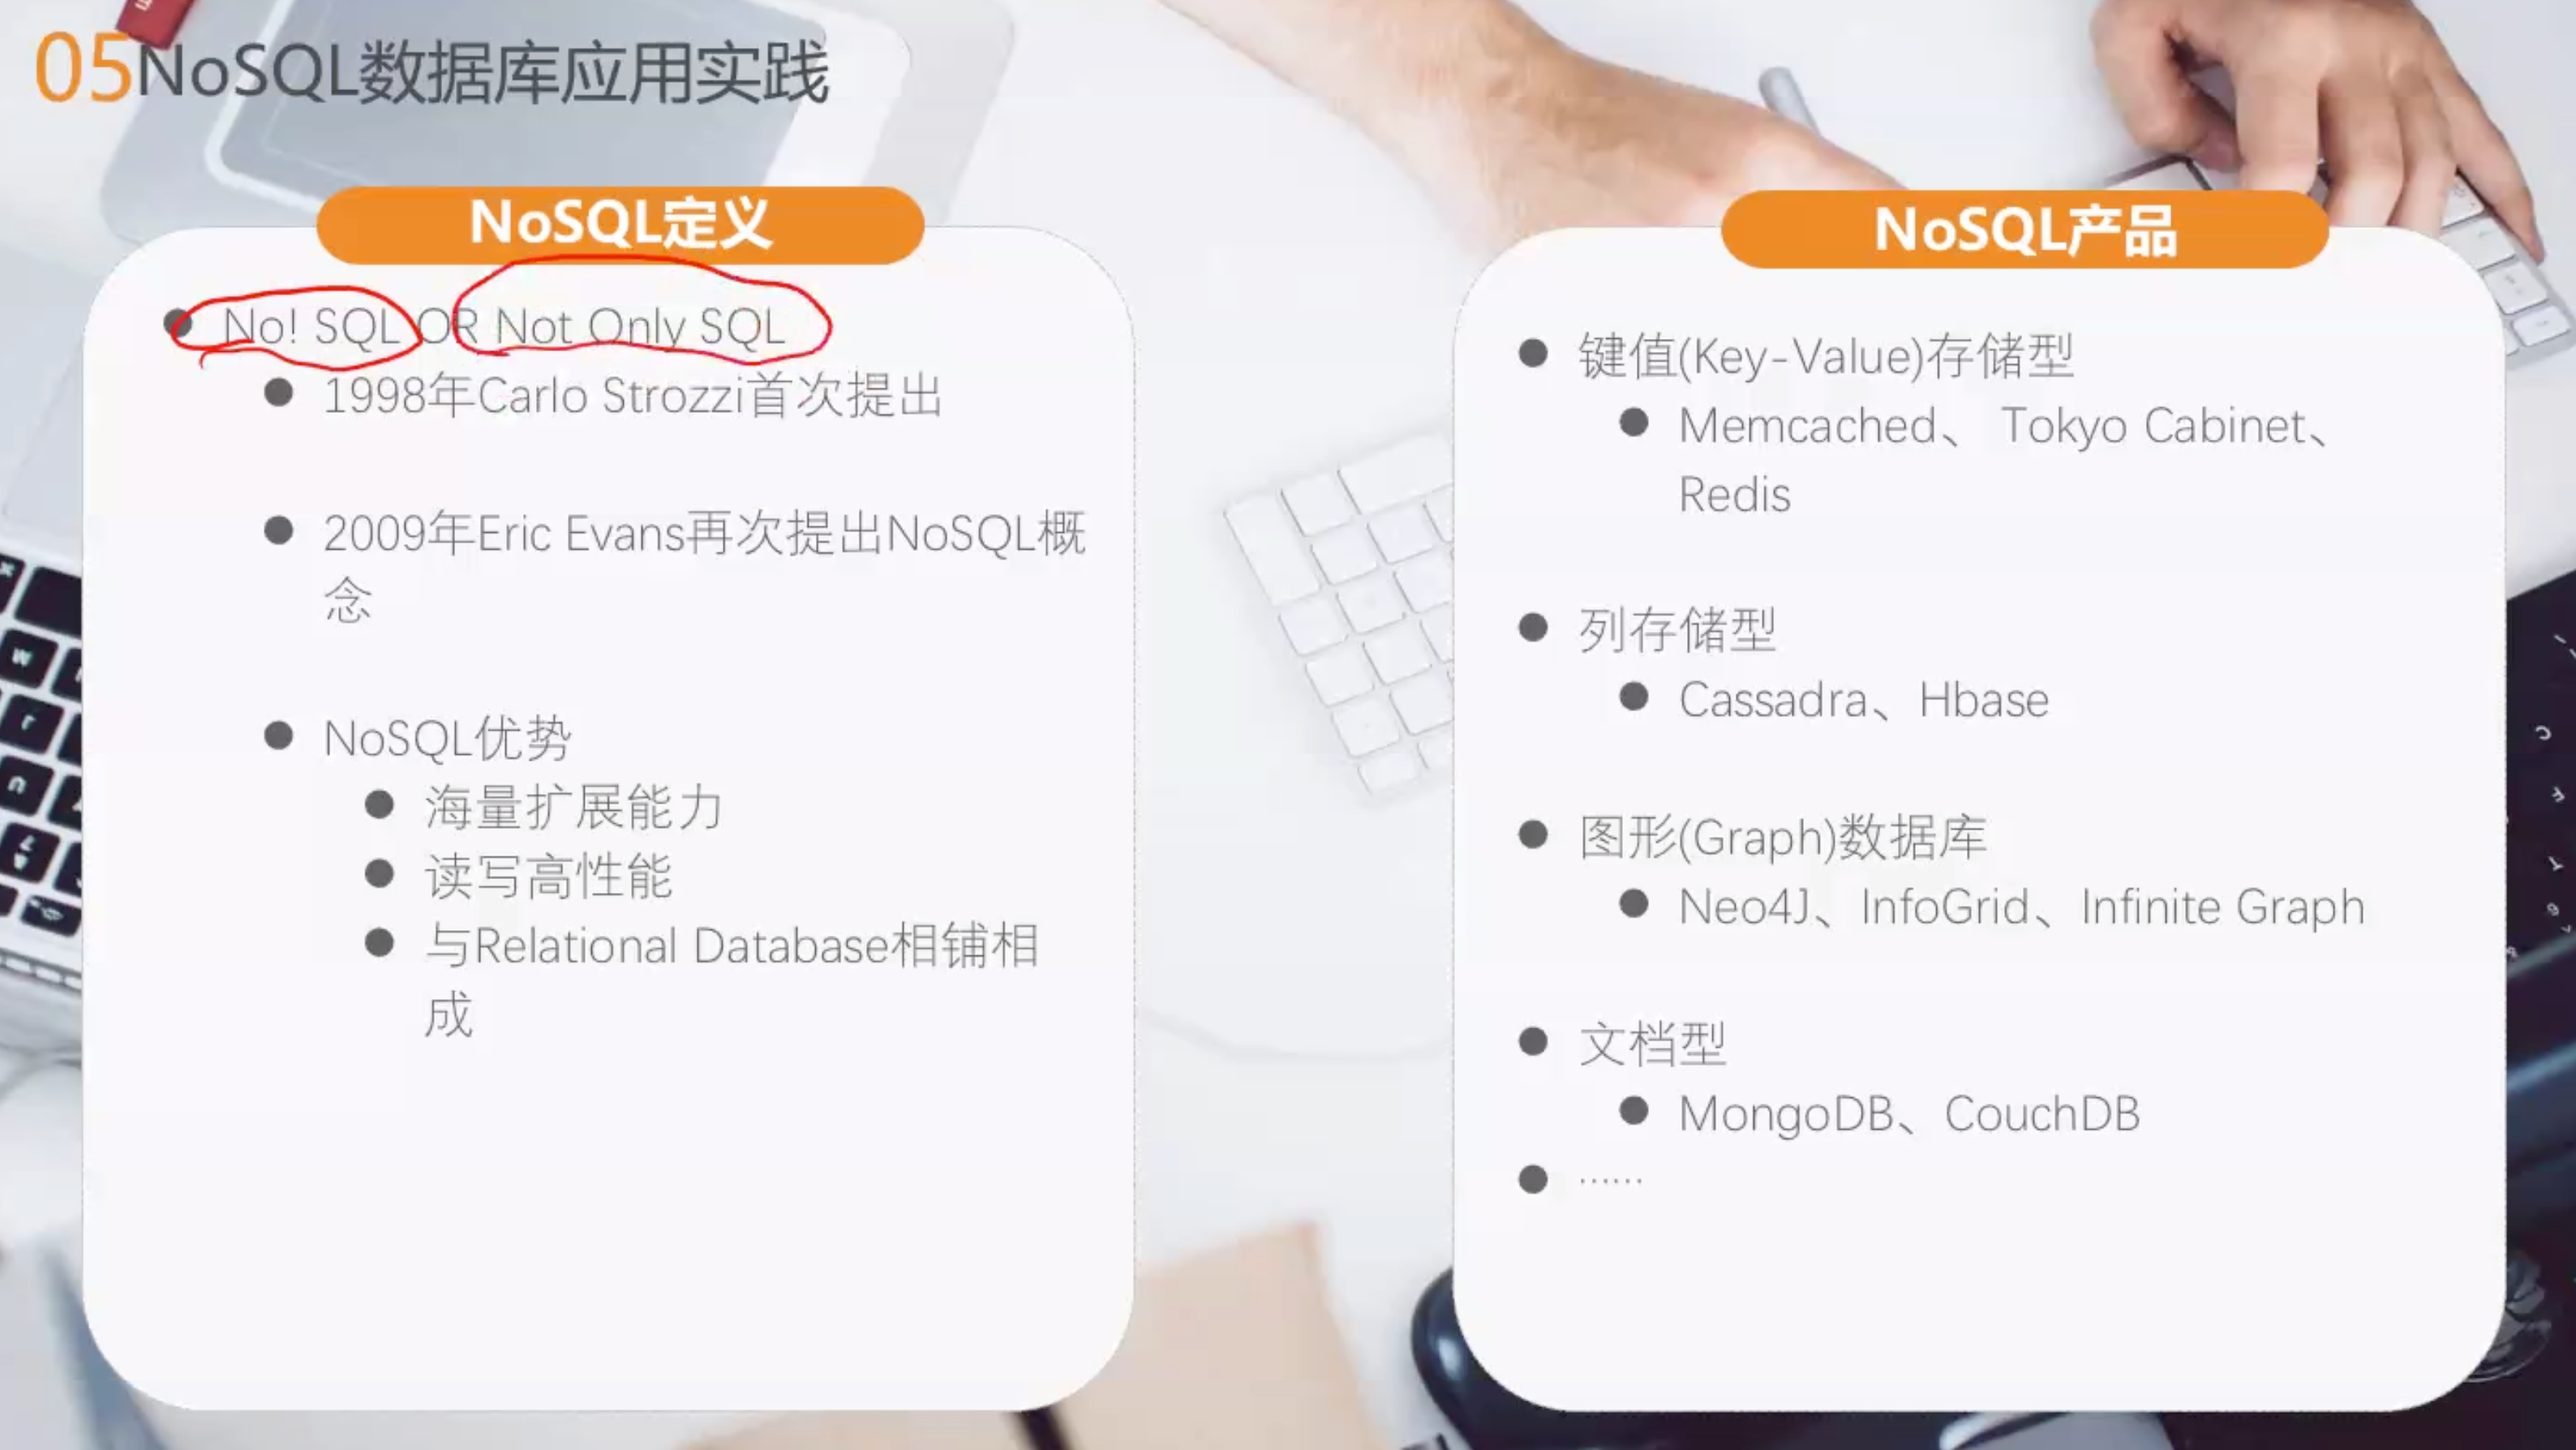 05NoSQL数据库应用实践
NoSQL定义
No! SQL OR Not Only SQL
1998年Carlo Strozzi首次提出
2009年Eric Evans再次提出NoSQL概
念
NoSQL优势
海量扩展能力
读写高性能
与Relational Database相铺相
成
NoSQL产品
键值(Key-Value)存储型
Memcached、 Tokyo Cabinet、
Redis
列存储型
Cassadra、Hbase
图形(Graph)数据库
Neo4J、InfoGrid、Infinite Graph
文档型
MongoDB、CouchDB
······